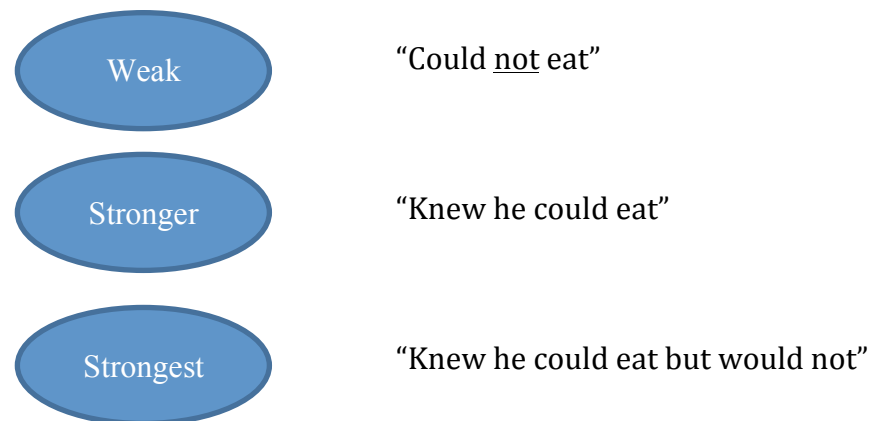 Weak “Could not eat”
Stronger “Knew he could eat”
Strongest “Knew he could eat but would not”